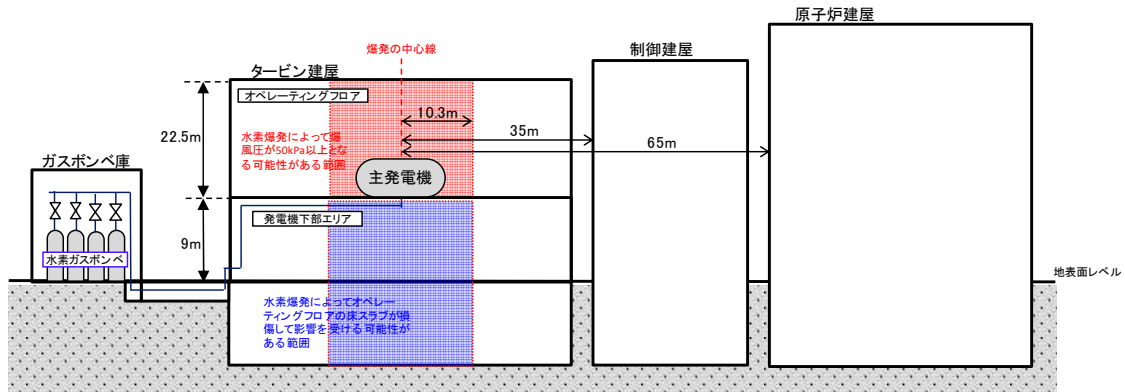 原子炉建屋
制御建屋
爆発の中心線
タービン建屋
オペレーティングフロア
10.3m
35m
65m
22.5m
水素爆発によって爆
風圧が50kPa以上とな
る可能性がある範囲
ガスボンベ庫
主発電機
発電機下部エリア
9m
水素ガスボンベ
地表面レベル
水素爆発によってオペレー
ティングフロアの床スラブが損
傷して影響を受ける可能性が
ある範囲